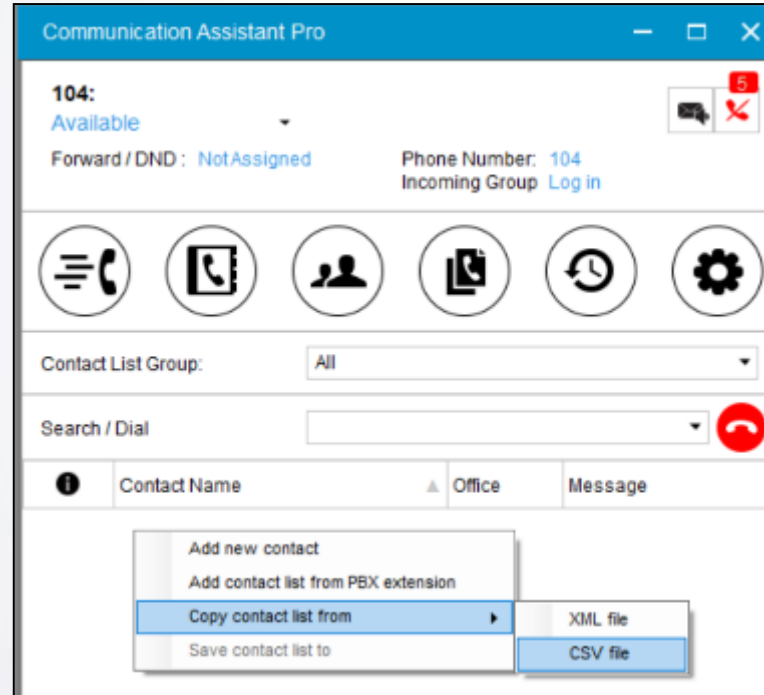 Communication Assistant Pro
104:
5
Available
Forward / DND : NotAssigned
Phone Number: 104
Incoming Group Log in
Contact List Group: All
Search / Dial
Contact Name Office Message
Add new contact
Add contact list from PBX extension
Copy contact list from
XML file
Save contact list to
CSV file